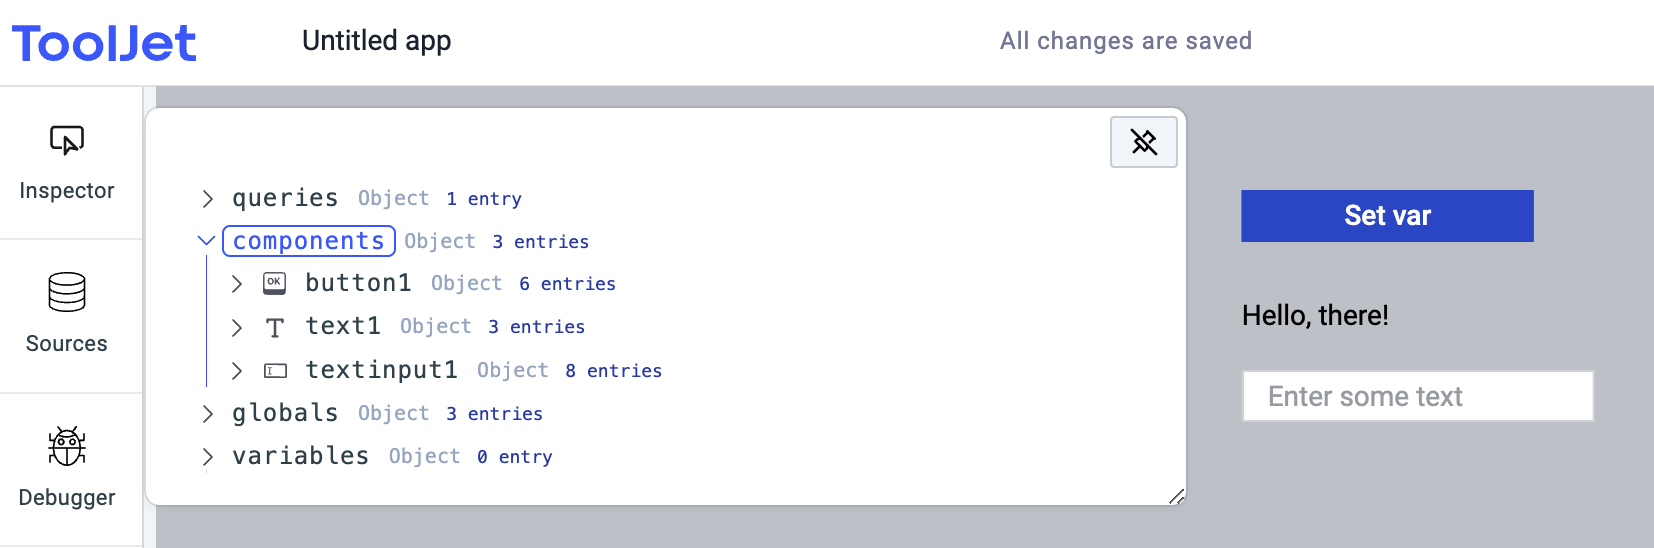 ToolJet
Untitled app
All changes are saved
Inspector
Sources
Debugger
queries Object 1 entry
components Object 3 entries
OK button1 Object 6 entries
text1 Object 3 entries
textinput1 Object 8 entries
globals Object 3 entries
variables Object 0 entry
Set var
Hello, there!
Enter some text